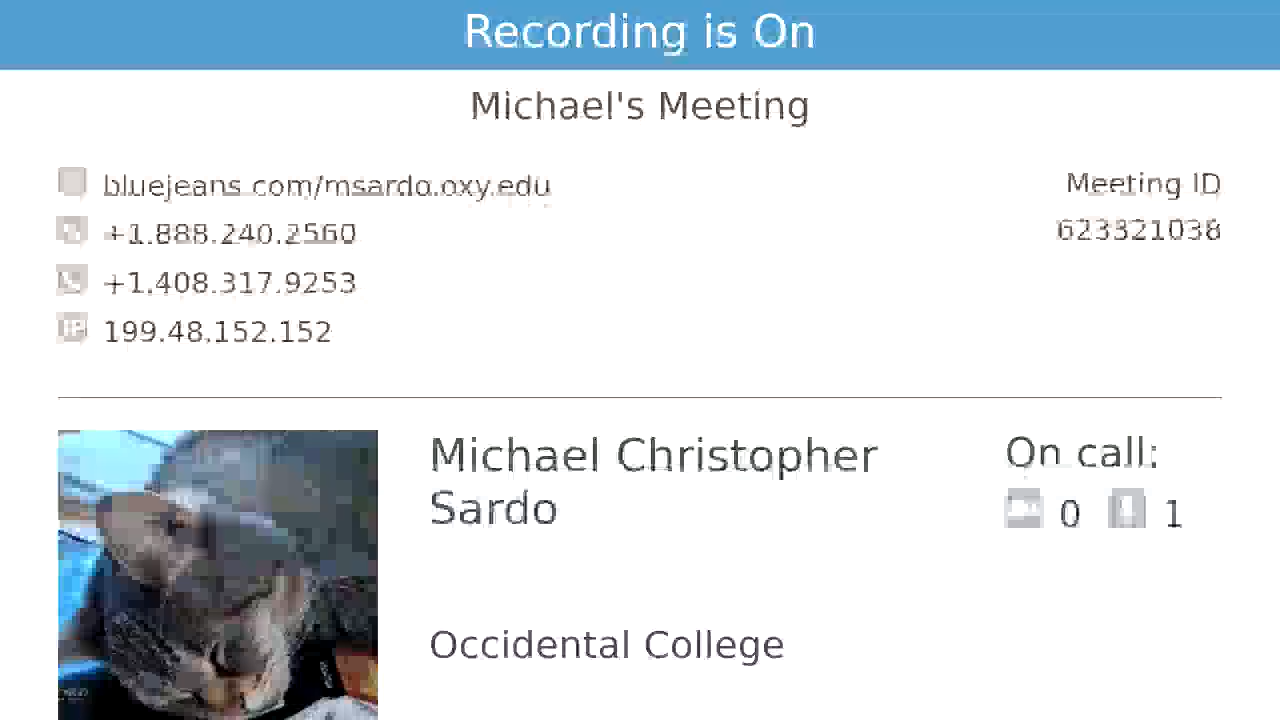 Recording is On
Michael's Meeting
bluejeans.com/msardo.oxy.edu
Meeting ID
+1.888.240.2560
623321038
+1.408.317.9253
199.48.152.152
Michael Christopher
Sardo
On call:
0 1
Occidental College